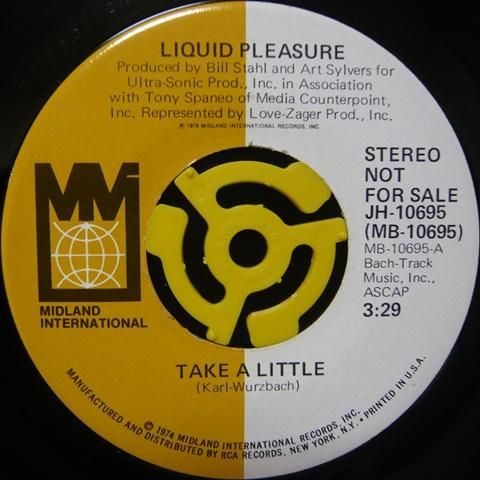 LIQUID PLEASURE
Produced by Bill Stahl and Art Sylvers for
Ultra-Sonic Prod., Inc. in Association
with Tony Spaneo of Media Counterpoint,
Inc. Represented by Love-Zager Prod., Inc.
℗ 1976 MIDLAND INTERNATIONAL RECORDS, INC.
STEREO
NOT
FOR SALE
JH-10695
(MB-10695)
MB-10695-A
Bach-Track
Music, Inc.,
ASCAP
3:29
MIDLAND
INTERNATIONAL
TAKE A LITTLE
(Karl-Wurzbach)
© 1974 MIDLAND INTERNATIONAL RECORDS, INC.
MANUFACTURED AND DISTRIBUTED BY RCA RECORDS, NEW YORK, N.Y. • PRINTED IN U.S.A.